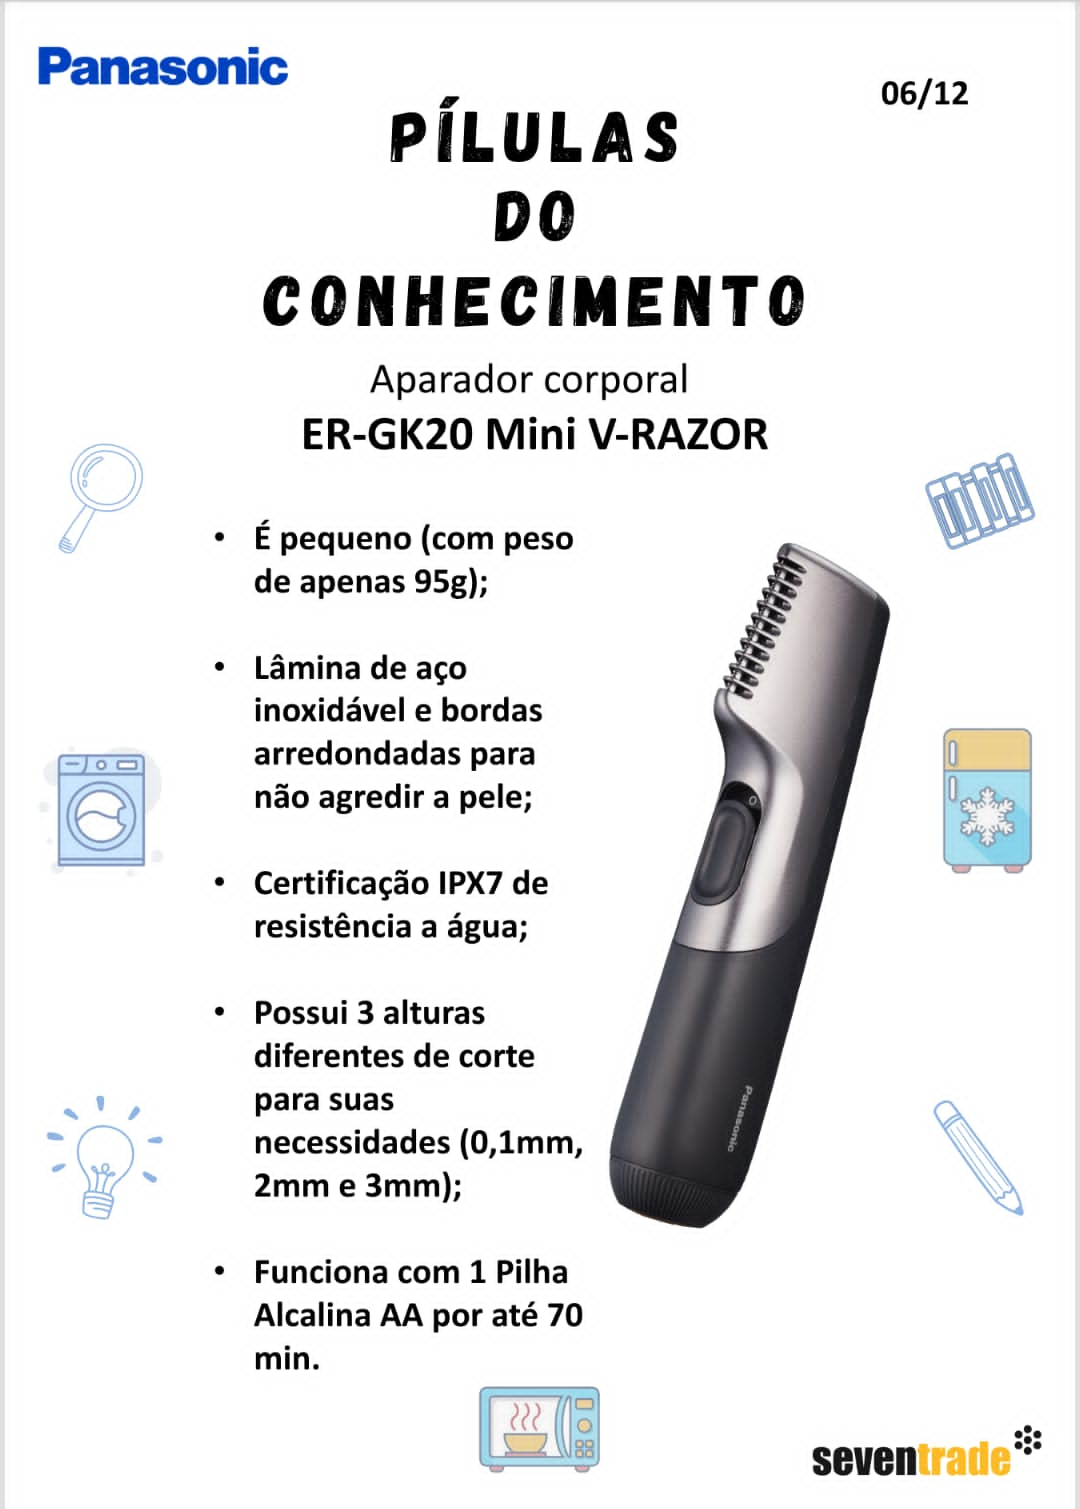 Panasonic
06/12
PÍLULAS
DO
CONHECIMENTO
Aparador corporal
ER-GK20 Mini V-RAZOR
• É pequeno (com peso
de apenas 95g);
• Lâmina de aço
inoxidável e bordas
arredondadas para
não agredir a pele;
• Certificação IPX7 de
resistência a água;
• Possui 3 alturas
diferentes de corte
para suas
necessidades (0,1mm,
2mm e 3mm);
• Funciona com 1 Pilha
Alcalina AA por até 70
min.
0
Panasonic
seventrade